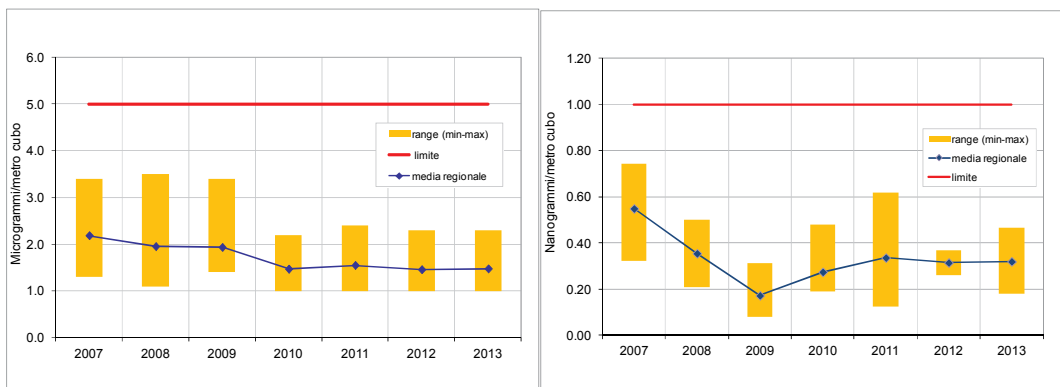 6.0
5.0
4.0
3.0
2.0
1.0
0.0
Microgrammi/metro cubo
range (min-max)
limite
media regionale
2007 2008 2009 2010 2011 2012 2013
1.20
1.00
0.80
0.60
0.40
0.20
0.00
Nanogrammi/metro cubo
range (min-max)
media regionale
limite
2007 2008 2009 2010 2011 2012 2013